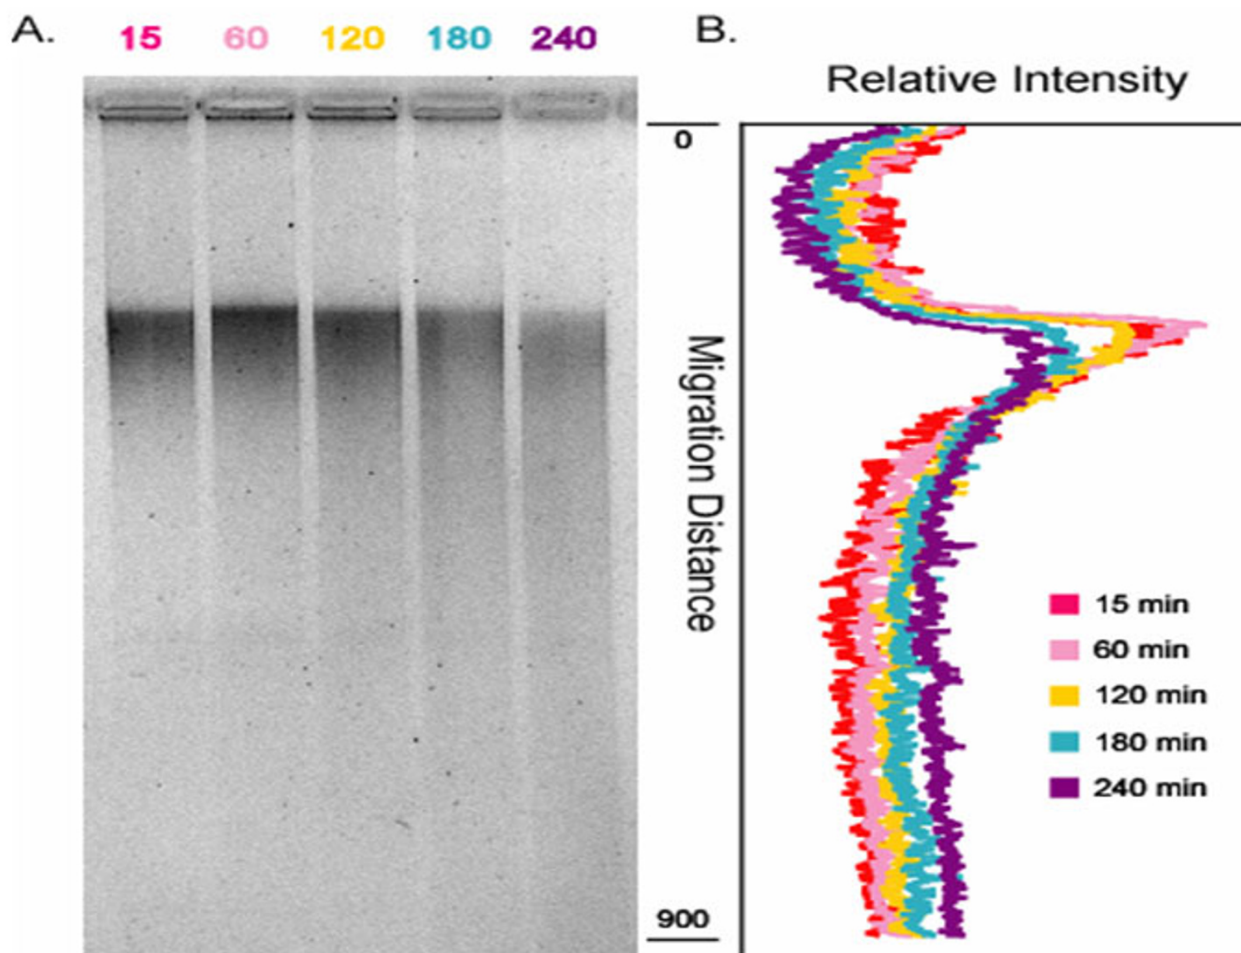 A.
15 60 120 180 240
B.
Relative Intensity
0
Migration Distance
900
15 min
60 min
120 min
180 min
240 min